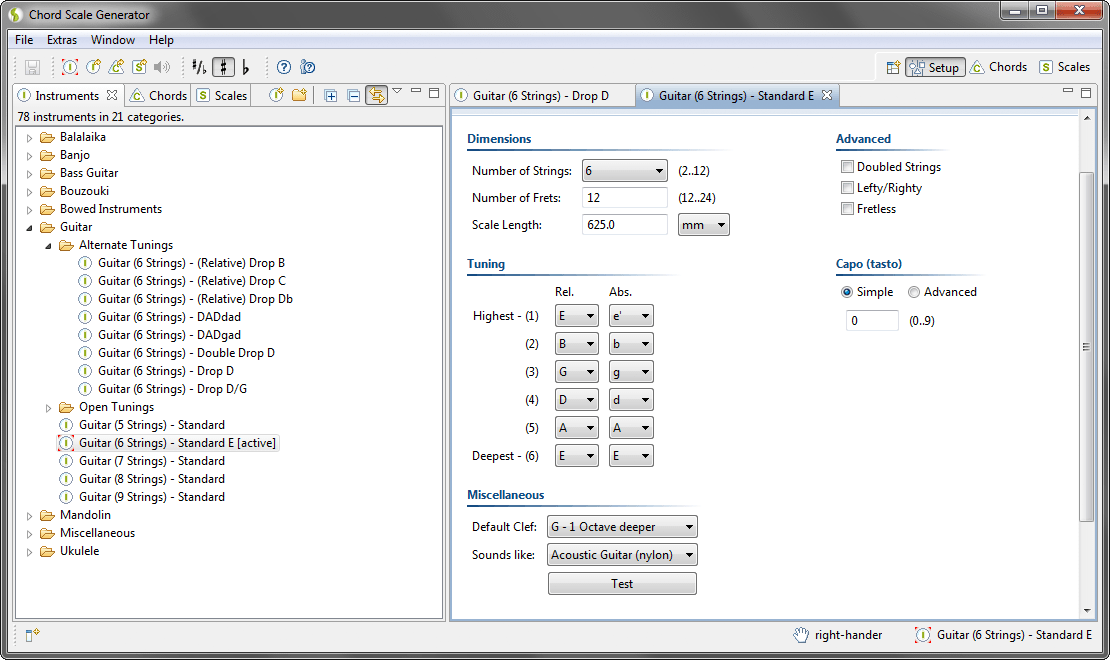 Chord Scale Generator
File Extras Window Help
Setup Chords Scales
Instruments Chords Scales
78 instruments in 21 categories.
Balalaika
Banjo
Bass Guitar
Bouzouki
Bowed Instruments
Guitar
Alternate Tunings
Guitar (6 Strings) - (Relative) Drop B
Guitar (6 Strings) - (Relative) Drop C
Guitar (6 Strings) - (Relative) Drop Db
Guitar (6 Strings) - DADdad
Guitar (6 Strings) - DADgad
Guitar (6 Strings) - Double Drop D
Guitar (6 Strings) - Drop D
Guitar (6 Strings) - Drop D/G
Open Tunings
Guitar (5 Strings) - Standard
Guitar (6 Strings) - Standard E [active]
Guitar (7 Strings) - Standard
Guitar (8 Strings) - Standard
Guitar (9 Strings) - Standard
Mandolin
Miscellaneous
Ukulele
Guitar (6 Strings) - Drop D Guitar (6 Strings) - Standard E
Dimensions
Number of Strings: 6 (2..12)
Number of Frets: 12 (12..24)
Scale Length: 625.0 mm
Advanced
Doubled Strings
Lefty/Righty
Fretless
Tuning
Rel. Abs.
Highest - (1) E e'
(2) B b
(3) G g
(4) D d
(5) A A
Deepest - (6) E E
Capo (tasto)
Simple Advanced
0 (0..9)
Miscellaneous
Default Clef: G - 1 Octave deeper
Sounds like: Acoustic Guitar (nylon)
Test
right-hander Guitar (6 Strings) - Standard E